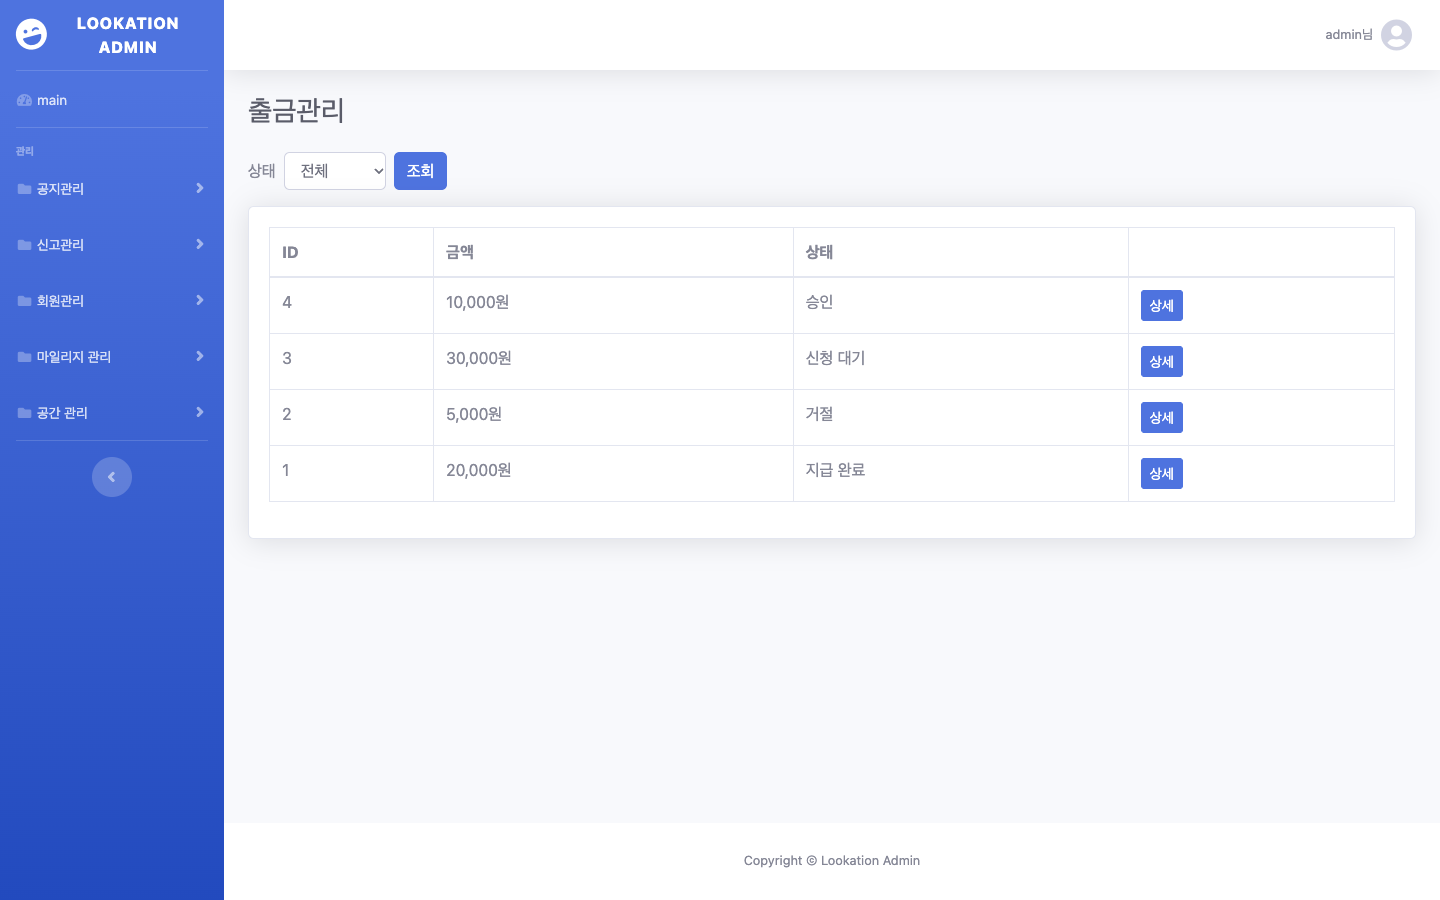 LOOKATION
ADMIN
admin님
main
관리
공지관리
신고관리
회원관리
마일리지 관리
공간 관리
출금관리
상태 전체 조회
ID 금액 상태
4 10,000원 승인 상세
3 30,000원 신청 대기 상세
2 5,000원 거절 상세
1 20,000원 지급 완료 상세
Copyright © Lookation Admin